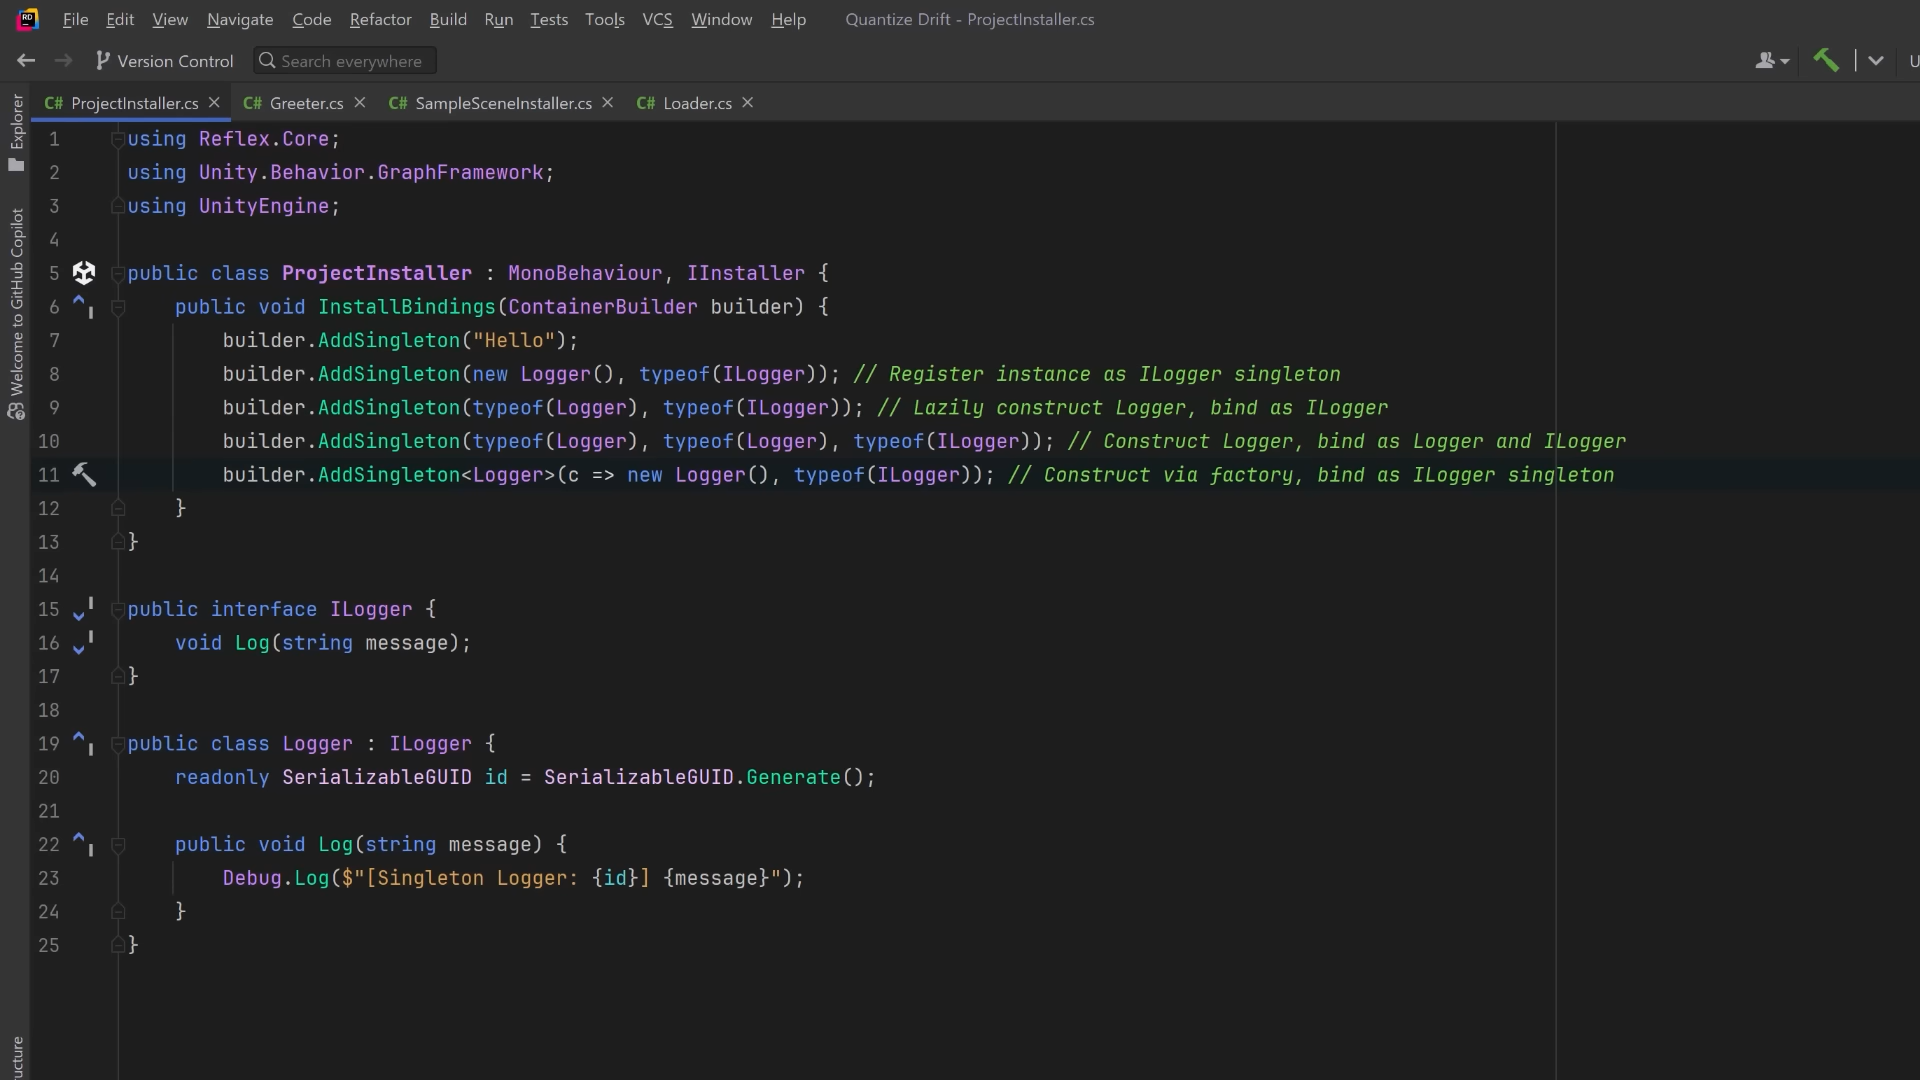 RD File Edit View Navigate Code Refactor Build Run Tests Tools VCS Window Help Quantize Drift - ProjectInstaller.cs
Version Control Search everywhere U
C# ProjectInstaller.cs C# Greeter.cs C# SampleSceneInstaller.cs C# Loader.cs
Explorer
Welcome to GitHub Copilot
ucture
1 using Reflex.Core;
2 using Unity.Behavior.GraphFramework;
3 using UnityEngine;
4
5 public class ProjectInstaller : MonoBehaviour, IInstaller {
6 public void InstallBindings(ContainerBuilder builder) {
7 builder.AddSingleton("Hello");
8 builder.AddSingleton(new Logger(), typeof(ILogger)); // Register instance as ILogger singleton
9 builder.AddSingleton(typeof(Logger), typeof(ILogger)); // Lazily construct Logger, bind as ILogger
10 builder.AddSingleton(typeof(Logger), typeof(Logger), typeof(ILogger)); // Construct Logger, bind as Logger and ILogger
11 builder.AddSingleton<Logger>(c => new Logger(), typeof(ILogger)); // Construct via factory, bind as ILogger singleton
12 }
13 }
14
15 public interface ILogger {
16 void Log(string message);
17 }
18
19 public class Logger : ILogger {
20 readonly SerializableGUID id = SerializableGUID.Generate();
21
22 public void Log(string message) {
23 Debug.Log($"[Singleton Logger: {id}] {message}");
24 }
25 }